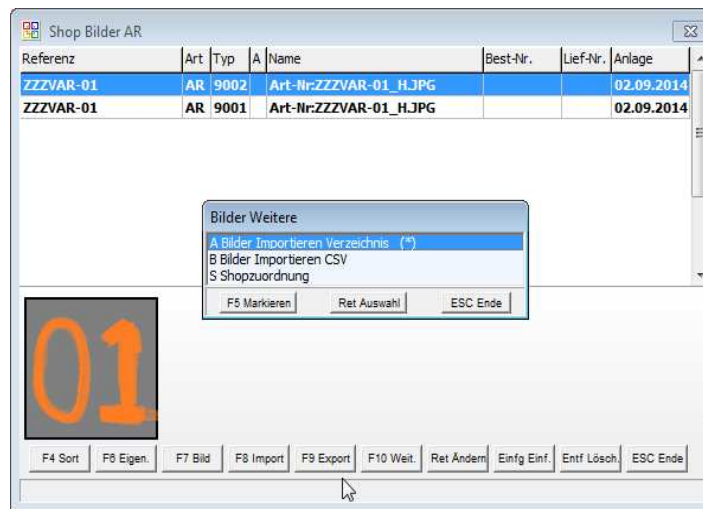 Shop Bilder AR
Referenz Art Typ A Name Best-Nr. Lief-Nr. Anlage
ZZZVAR-01 AR 9002 Art-Nr:ZZZVAR-01_H.JPG 02.09.2014
ZZZVAR-01 AR 9001 Art-Nr:ZZZVAR-01_H.JPG 02.09.2014
Bilder Weitere
A Bilder Importieren Verzeichnis (*)
B Bilder Importieren CSV
S Shopzuordnung
F5 Markieren Ret Auswahl ESC Ende
01
F4 Sort F6 Eigen. F7 Bild F8 Import F9 Export F10 Weit. Ret Ändern Einfg Einf. Entf Lösch. ESC Ende